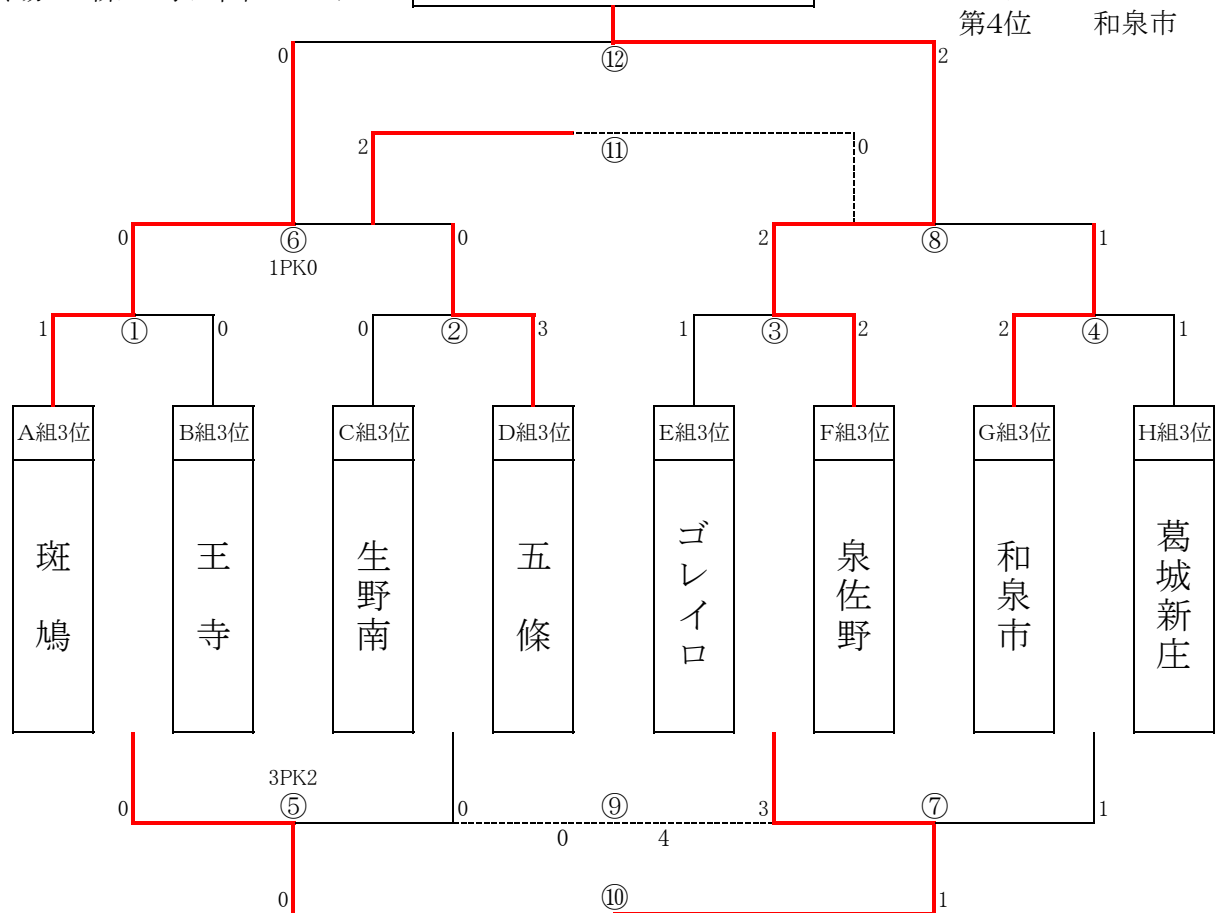 第4位 和泉市
0 ⑫ 2
2 ⑪ 0
0 ⑥ 0 2 ⑧ 1
1PK0
1 ① 0 0 ② 3 1 ③ 2 2 ④ 1
A組3位 B組3位 C組3位 D組3位 E組3位 F組3位 G組3位 H組3位
斑鳩 王寺 生野南 五條 ゴレイロ 泉佐野 和泉市 葛城新庄
3PK2
0 ⑤ 0 ⑨ 3 ⑦ 1
0 4
0 ⑩ 1